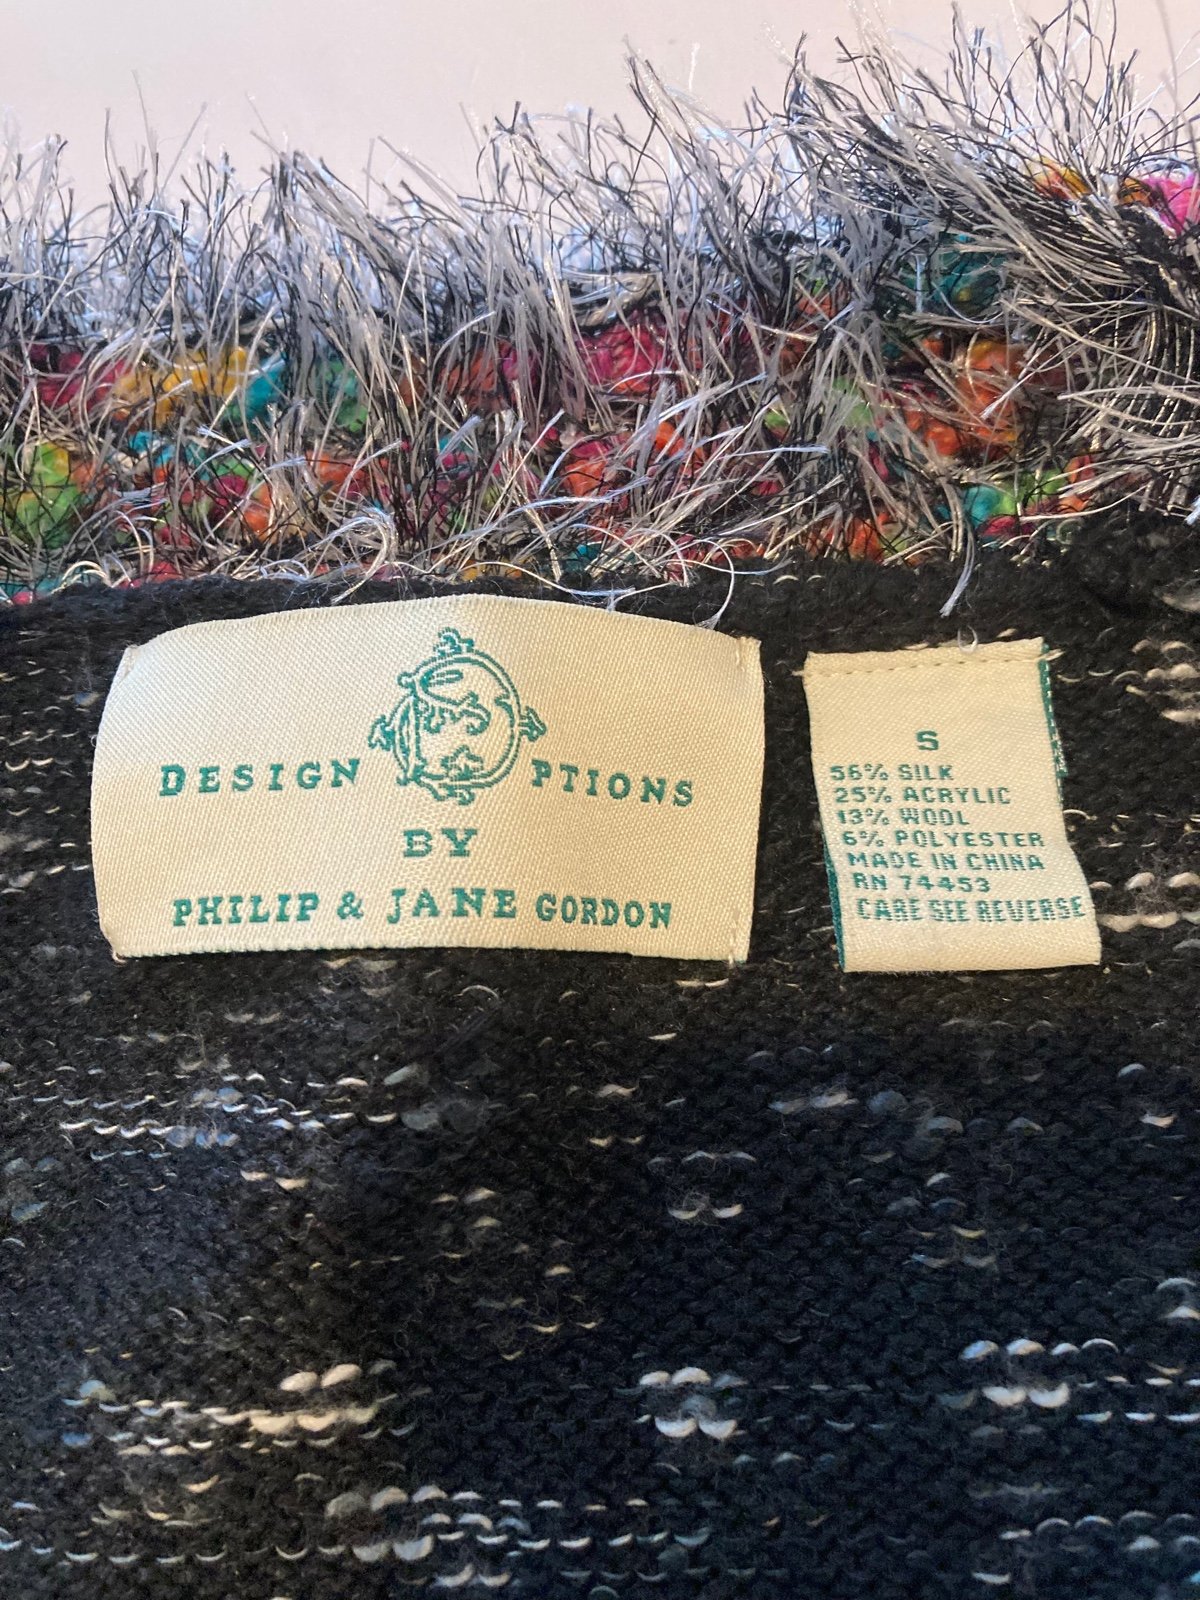 DESIGN OPTIONS
BY
PHILIP & JANE GORDON
S
56% SILK
25% ACRYLIC
13% WOOL
6% POLYESTER
MADE IN CHINA
RN 74453
CARE SEE REVERSE